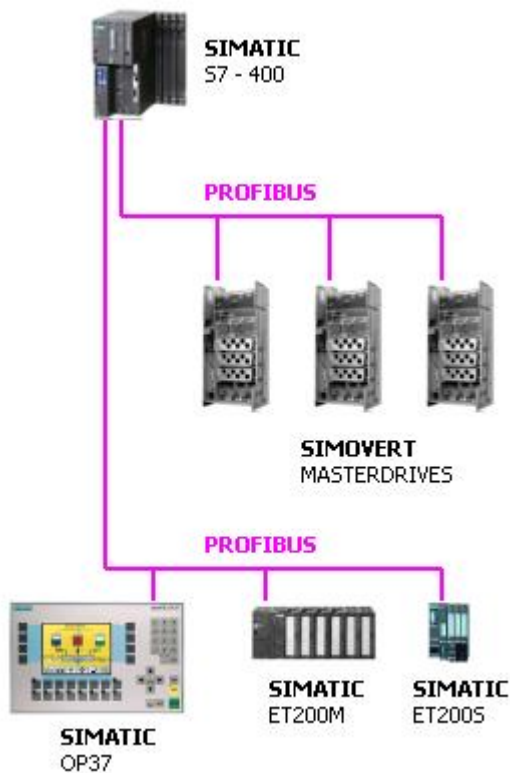 SIMATIC
S7 - 400
PROFIBUS
SIMOVERT
MASTERDRIVES
PROFIBUS
SIMATIC
ET200M
SIMATIC
ET200S
SIMATIC
OP37